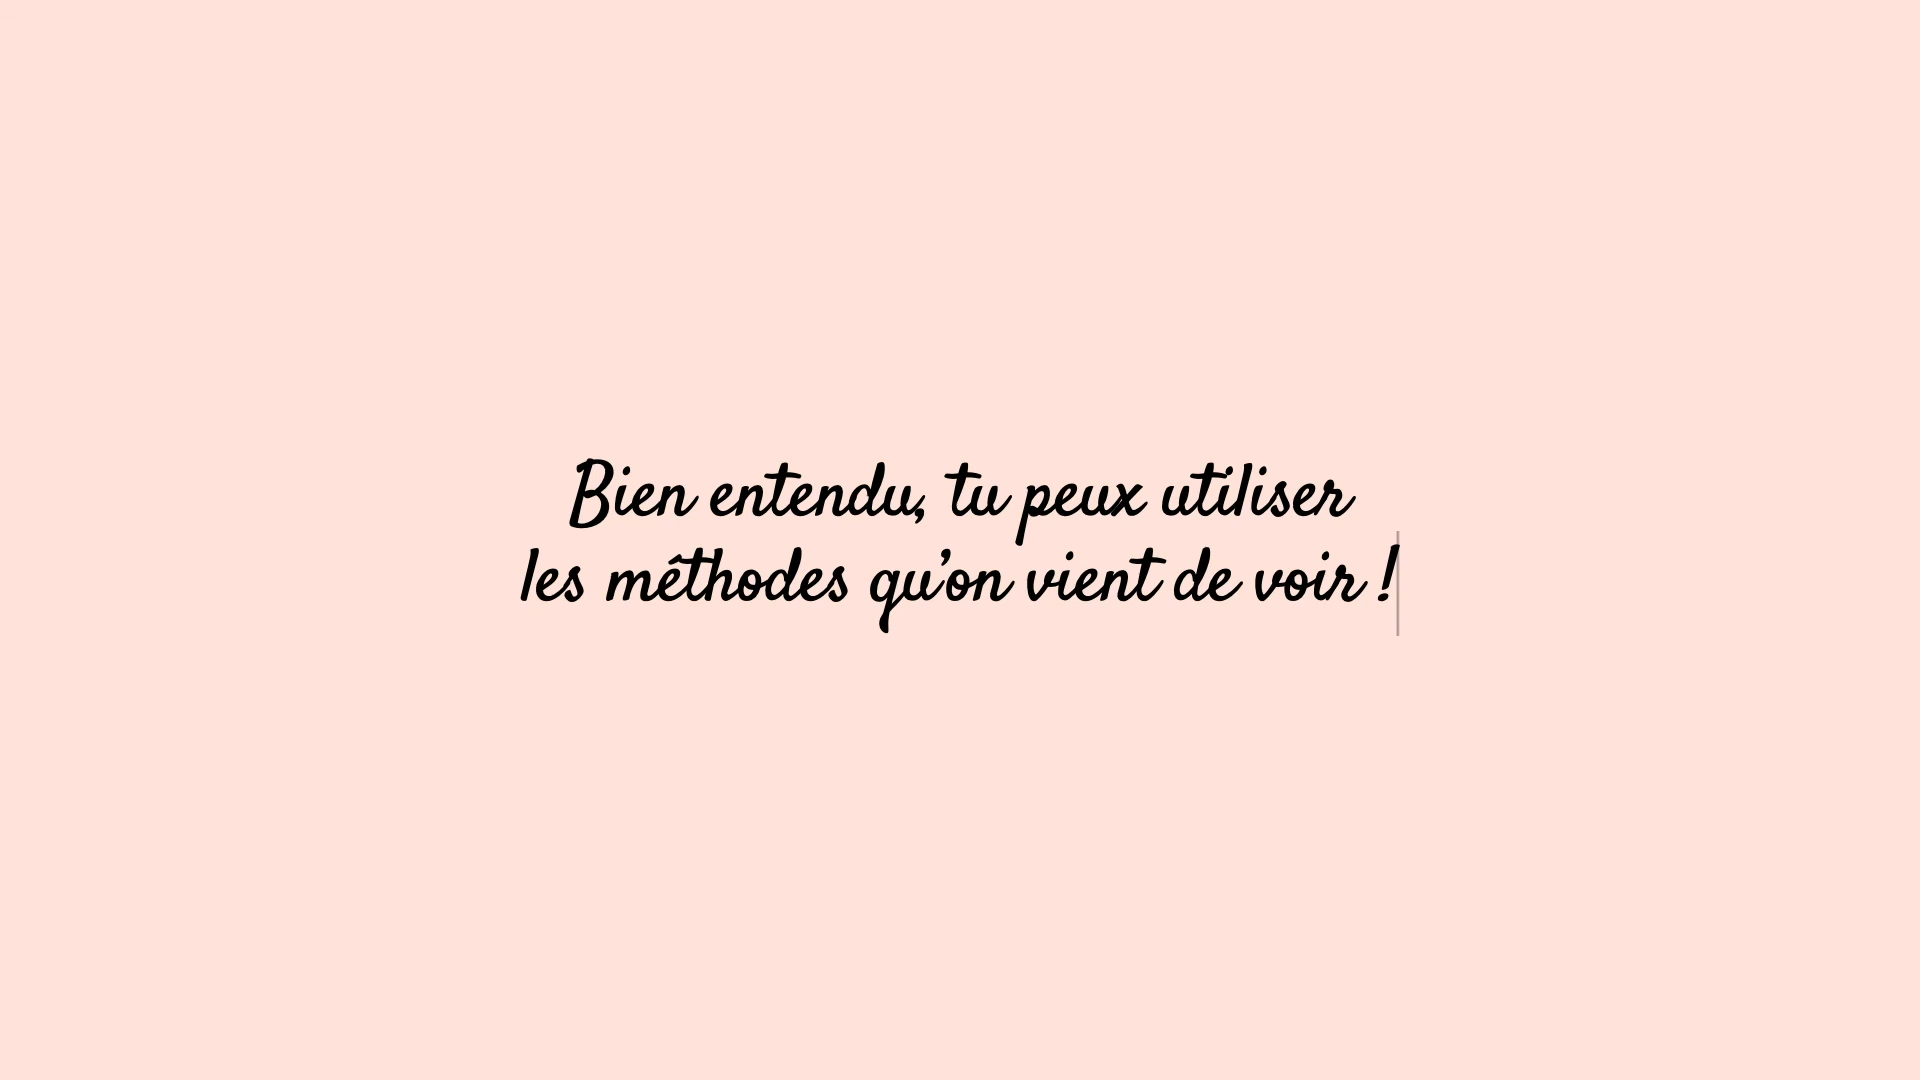 Bien entendu, tu peux utiliser
les méthodes qu’on vient de voir !